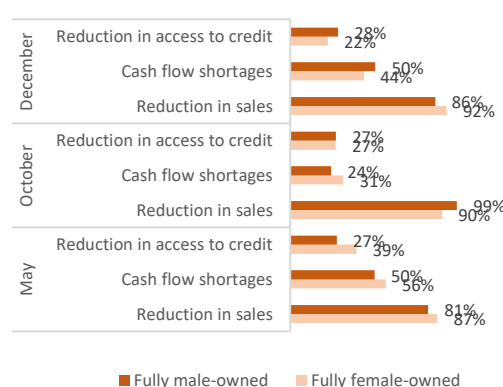 December
Reduction in access to credit
28%
22%
Cash flow shortages
50%
44%
Reduction in sales
86%
92%
October
Reduction in access to credit
27%
27%
Cash flow shortages
24%
31%
Reduction in sales
99%
90%
May
Reduction in access to credit
27%
39%
Cash flow shortages
50%
56%
Reduction in sales
81%
87%
Fully male-owned
Fully female-owned